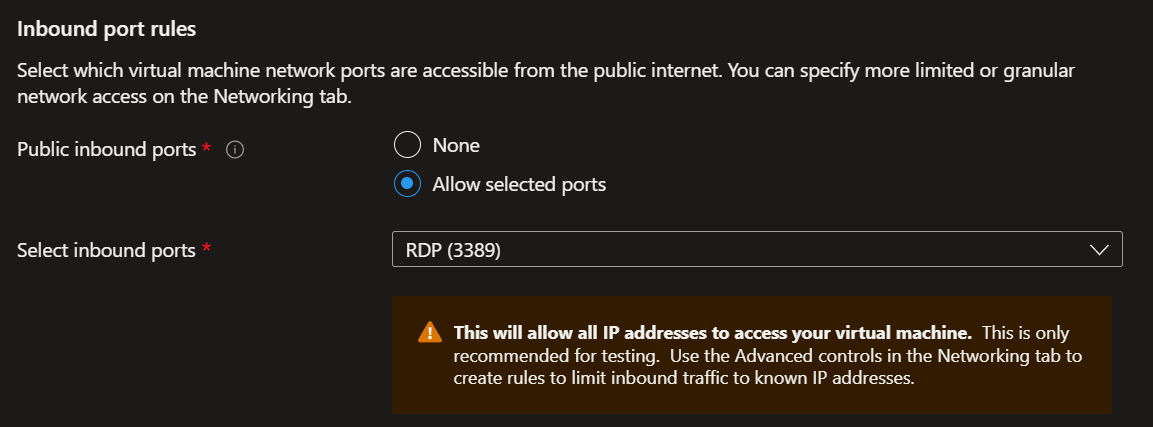 Inbound port rules
Select which virtual machine network ports are accessible from the public internet. You can specify more limited or granular
network access on the Networking tab.
Public inbound ports *
None
Allow selected ports
Select inbound ports *
RDP (3389)
This will allow all IP addresses to access your virtual machine. This is only
recommended for testing. Use the Advanced controls in the Networking tab to
create rules to limit inbound traffic to known IP addresses.